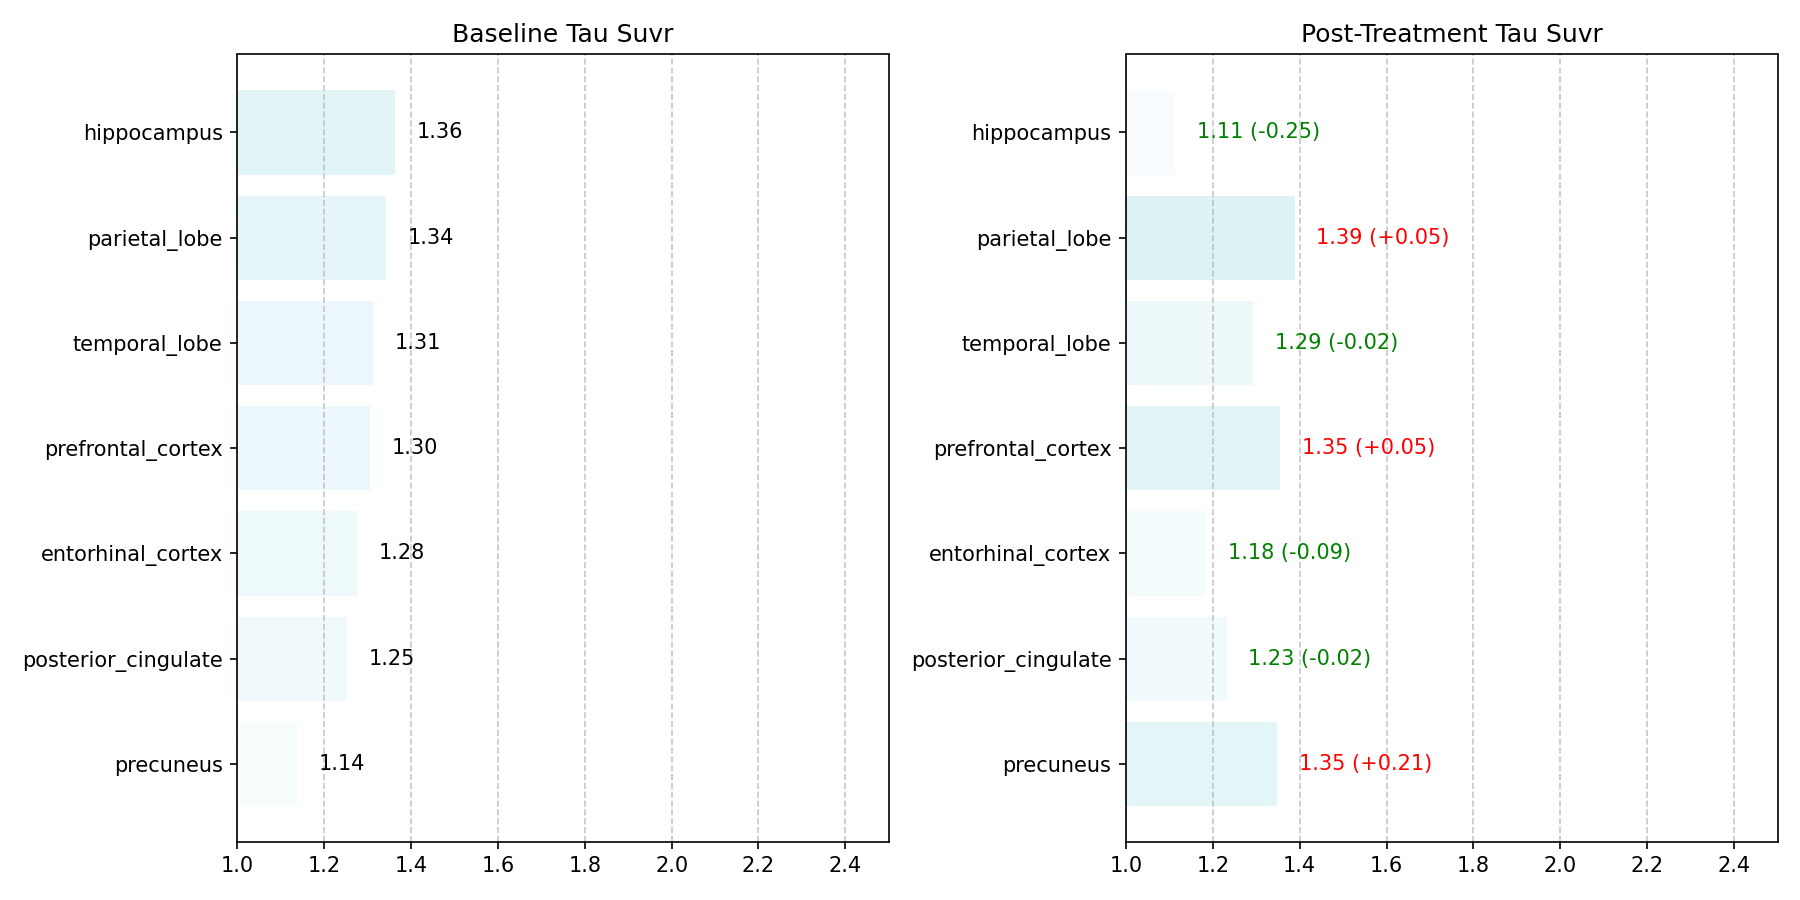 Baseline Tau Suvr
hippocampus 1.36
parietal_lobe 1.34
temporal_lobe 1.31
prefrontal_cortex 1.30
entorhinal_cortex 1.28
posterior_cingulate 1.25
precuneus 1.14
1.0 1.2 1.4 1.6 1.8 2.0 2.2 2.4
Post-Treatment Tau Suvr
hippocampus 1.11 (-0.25)
parietal_lobe 1.39 (+0.05)
temporal_lobe 1.29 (-0.02)
prefrontal_cortex 1.35 (+0.05)
entorhinal_cortex 1.18 (-0.09)
posterior_cingulate 1.23 (-0.02)
precuneus 1.35 (+0.21)
1.0 1.2 1.4 1.6 1.8 2.0 2.2 2.4